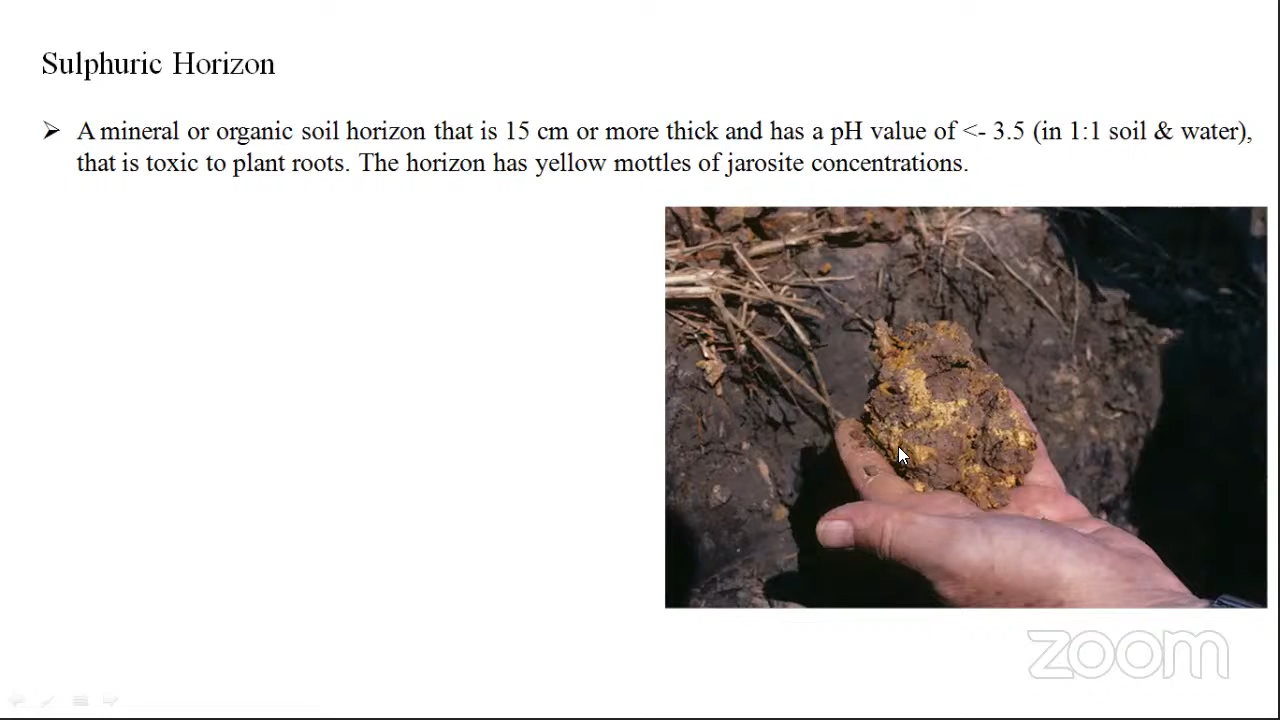 Sulphuric Horizon
➢ A mineral or organic soil horizon that is 15 cm or more thick and has a pH value of <- 3.5 (in 1:1 soil & water),
that is toxic to plant roots. The horizon has yellow mottles of jarosite concentrations.
zoom